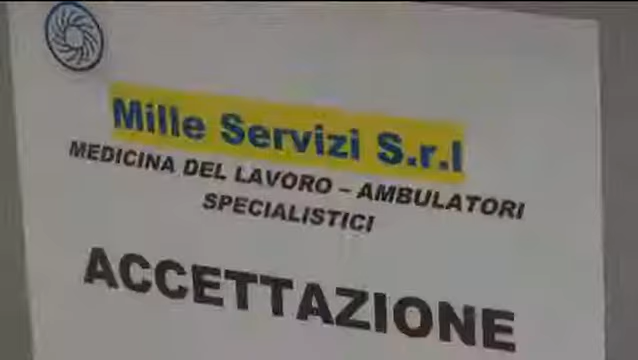 Mille Servizi S.r.l
MEDICINA DEL LAVORO – AMBULATORI
SPECIALISTICI
ACCETTAZIONE